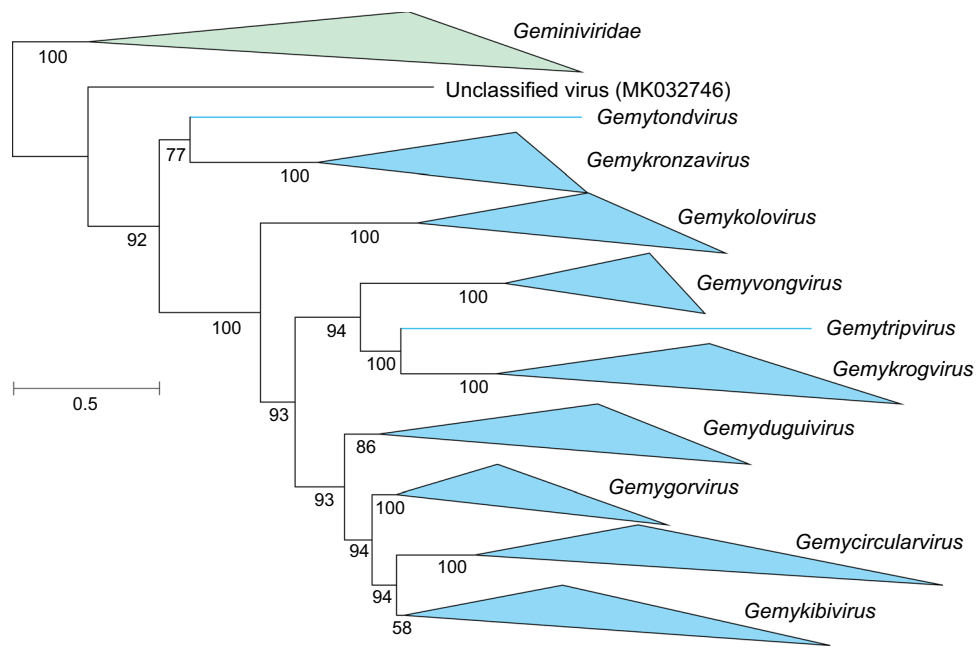 Geminiviridae
100
Unclassified virus (MK032746)
Gemytondvirus
77
Gemykronzavirus
100
Gemykolovirus
100
92
Gemyvongvirus
100
100
94
Gemytripvirus
100
Gemykrogvirus
100
0.5
93
Gemyduguivirus
86
Gemygorvirus
93
100
Gemycircularvirus
94
100
94
Gemykibivirus
58